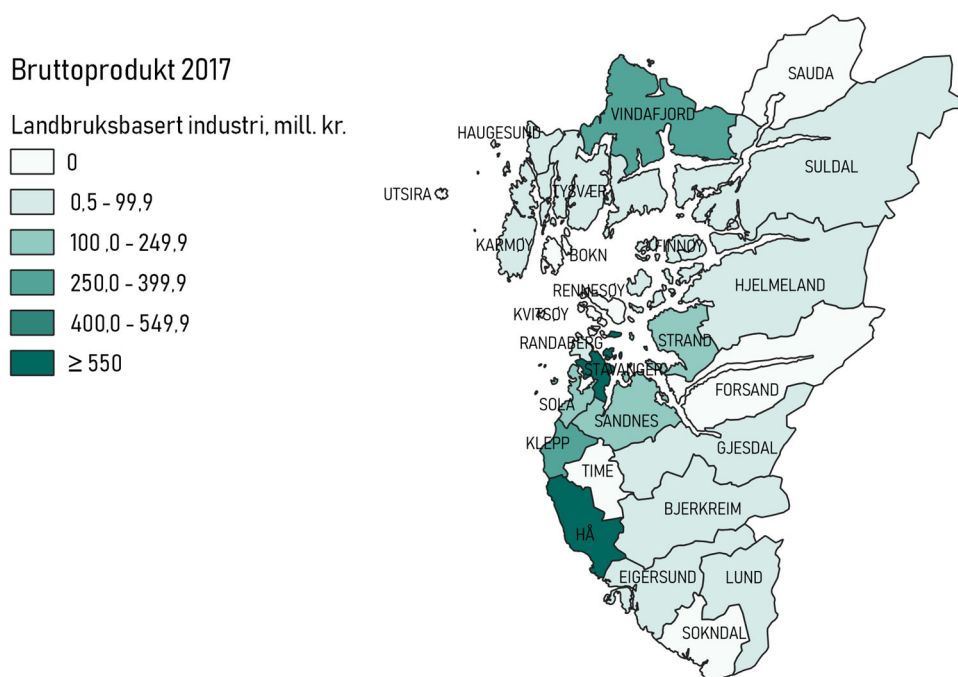 Bruttoprodukt 2017
Landbruksbasert industri, mill. kr.
0
0,5 - 99,9
100,0 - 249,9
250,0 - 399,9
400,0 - 549,9
≥ 550
SAUDA
VINDAFJORD
HAUGESUND
SULDAL
UTSIRA
TYSVÆR
KARMØY
BOKN
FINNØY
HJELMELAND
RENNESØY
KVITSØY
RANDABERG
STRAND
STAVANGER
FORSAND
SOLA
SANDNES
KLEPP
GJESDAL
TIME
BJERKREIM
HÅ
EIGERSUND
LUND
SOKNDAL